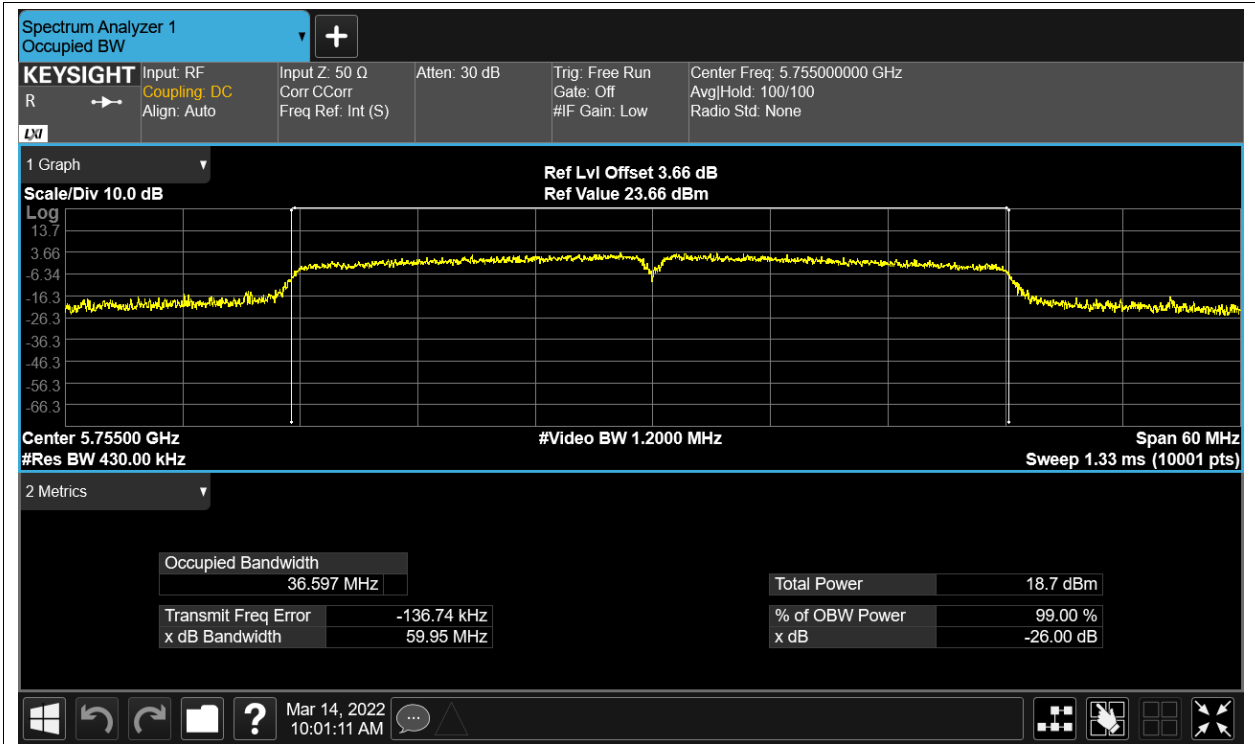 Spectrum Analyzer 1
Occupied BW
+
KEYSIGHT
R
LXI
Input: RF
Coupling: DC
Align: Auto
Input Z: 50 Ω
Corr CCorr
Freq Ref: Int (S)
Atten: 30 dB
Trig: Free Run
Gate: Off
#IF Gain: Low
Center Freq: 5.755000000 GHz
Avg|Hold: 100/100
Radio Std: None
1 Graph
Scale/Div 10.0 dB
Ref Lvl Offset 3.66 dB
Ref Value 23.66 dBm
Log
13.7
3.66
-6.34
-16.3
-26.3
-36.3
-46.3
-56.3
-66.3
Center 5.75500 GHz
#Video BW 1.2000 MHz
Span 60 MHz
#Res BW 430.00 kHz
Sweep 1.33 ms (10001 pts)
2 Metrics
Occupied Bandwidth
36.597 MHz
Transmit Freq Error -136.74 kHz
x dB Bandwidth 59.95 MHz
Total Power 18.7 dBm
% of OBW Power 99.00 %
x dB -26.00 dB
?
Mar 14, 2022
10:01:11 AM